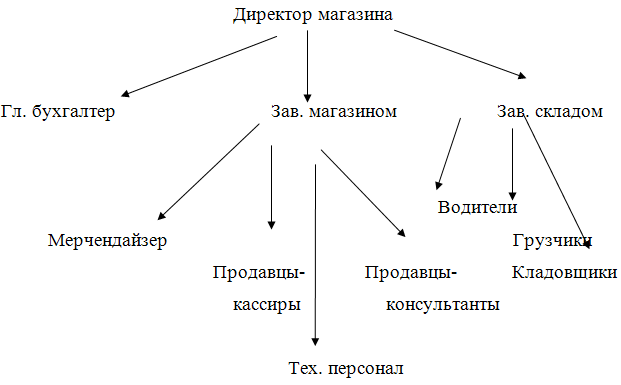 Директор магазина
Гл. бухгалтер
Зав. магазином
Зав. складом
Водители
Мерчендайзер
Грузчики
Продавцы-
кассиры
Продавцы-
консультанты
Кладовщики
Тех. персонал